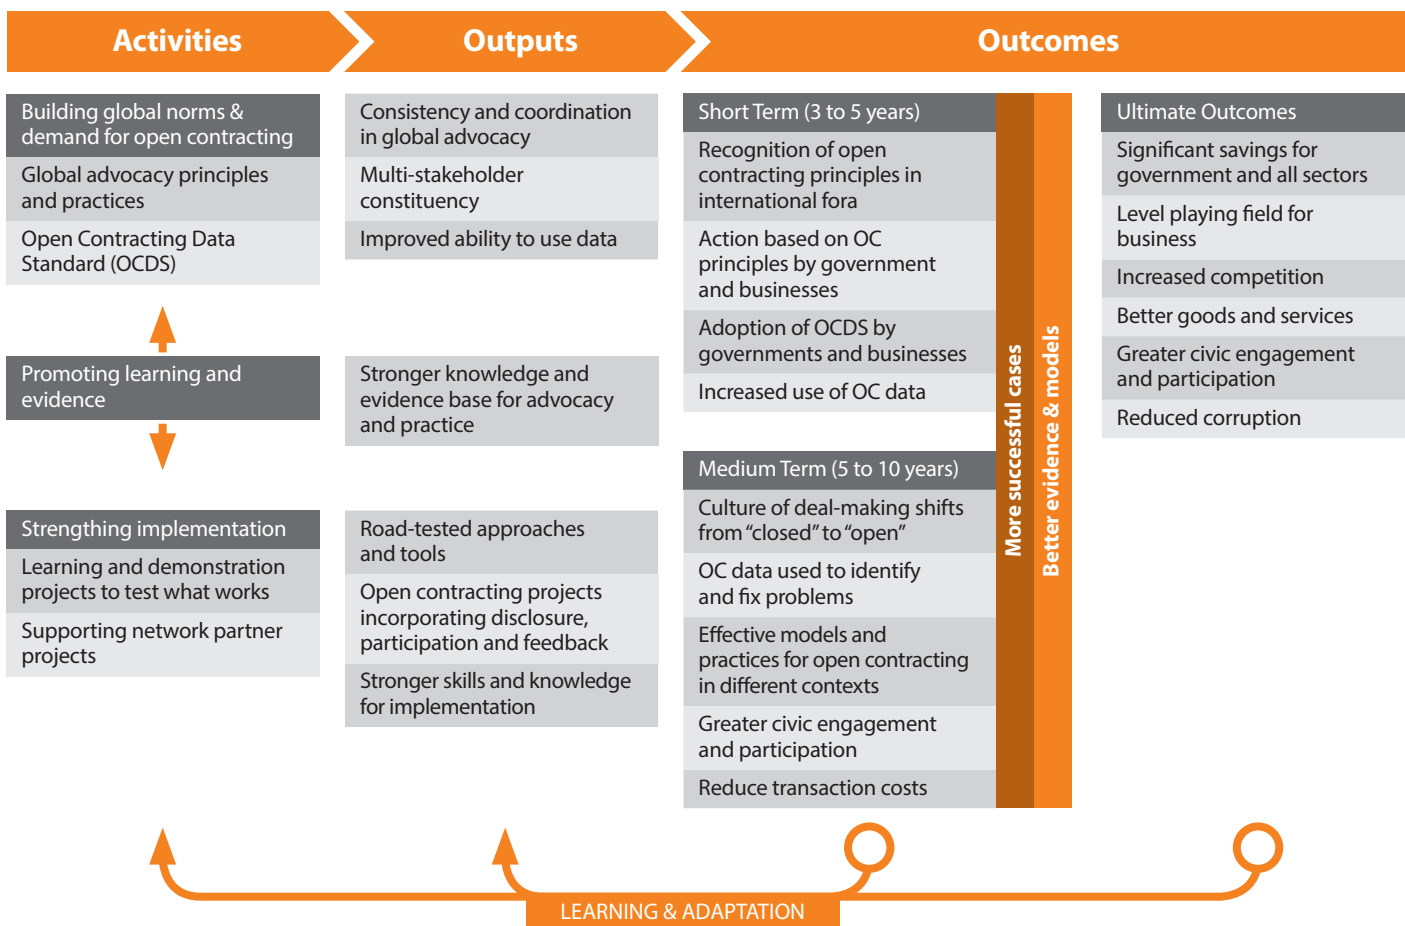 Activities
Outputs
Outcomes
Building global norms &
demand for open contracting
Global advocacy principles
and practices
Open Contracting Data
Standard (OCDS)
Promoting learning and
evidence
Strengthing implementation
Learning and demonstration
projects to test what works
Supporting network partner
projects
Consistency and coordination
in global advocacy
Multi-stakeholder
constituency
Improved ability to use data
Stronger knowledge and
evidence base for advocacy
and practice
Road-tested approaches
and tools
Open contracting projects
incorporating disclosure,
participation and feedback
Stronger skills and knowledge
for implementation
Short Term (3 to 5 years)
Recognition of open
contracting principles in
international fora
Action based on OC
principles by government
and businesses
Adoption of OCDS by
governments and businesses
Increased use of OC data
Medium Term (5 to 10 years)
Culture of deal-making shifts
from “closed” to “open”
OC data used to identify
and fix problems
Effective models and
practices for open contracting
in different contexts
Greater civic engagement
and participation
Reduce transaction costs
More successful cases
Better evidence & models
Ultimate Outcomes
Significant savings for
government and all sectors
Level playing field for
business
Increased competition
Better goods and services
Greater civic engagement
and participation
Reduced corruption
LEARNING & ADAPTATION